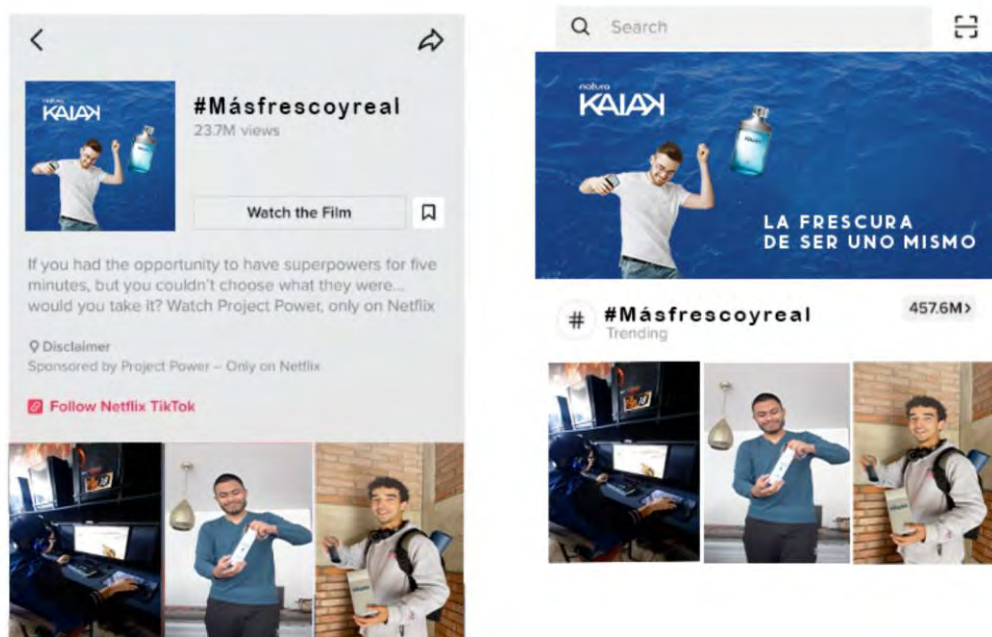 natura
KAIAK
#Másfrescoyreal
23.7M views
Watch the Film
If you had the opportunity to have superpowers for five
minutes, but you couldn't choose what they were...
would you take it? Watch Project Power, only on Netflix
Disclaimer
Sponsored by Project Power – Only on Netflix
Follow Netflix TikTok
Search
natura
KAIAK
LA FRESCURA
DE SER UNO MISMO
# #Másfrescoyreal
457.6M>
Trending